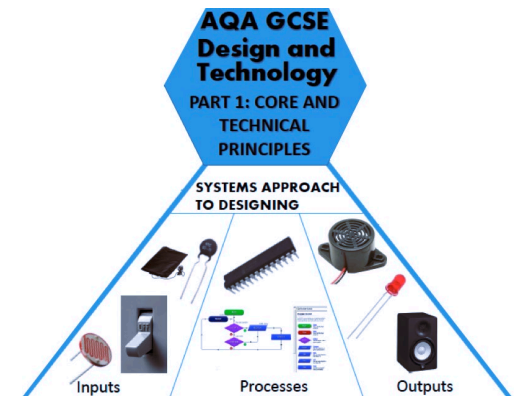 AQA GCSE
Design and
Technology
PART 1: CORE AND
TECHNICAL
PRINCIPLES
SYSTEMS APPROACH
TO DESIGNING
Inputs
Processes
Outputs